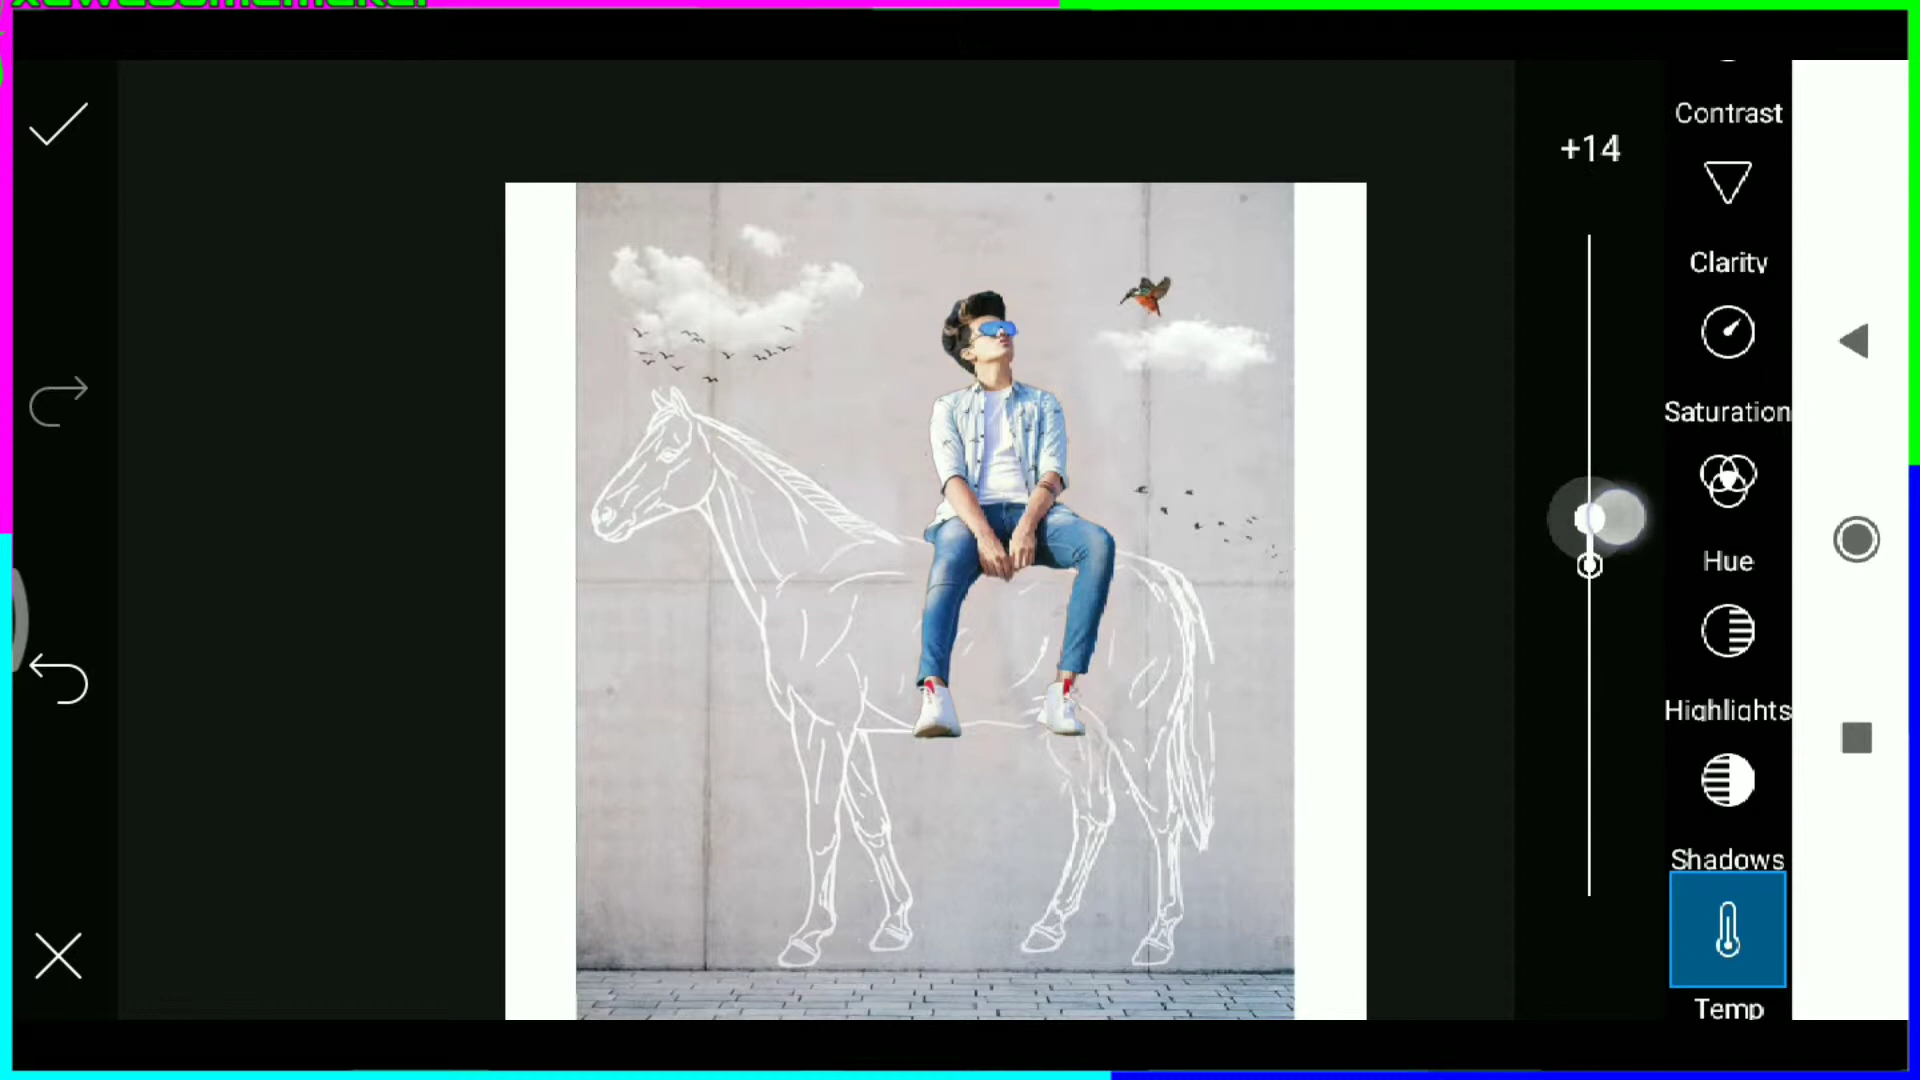 Contrast
+14
Clarity
Saturation
Hue
Highlights
Shadows
Temp